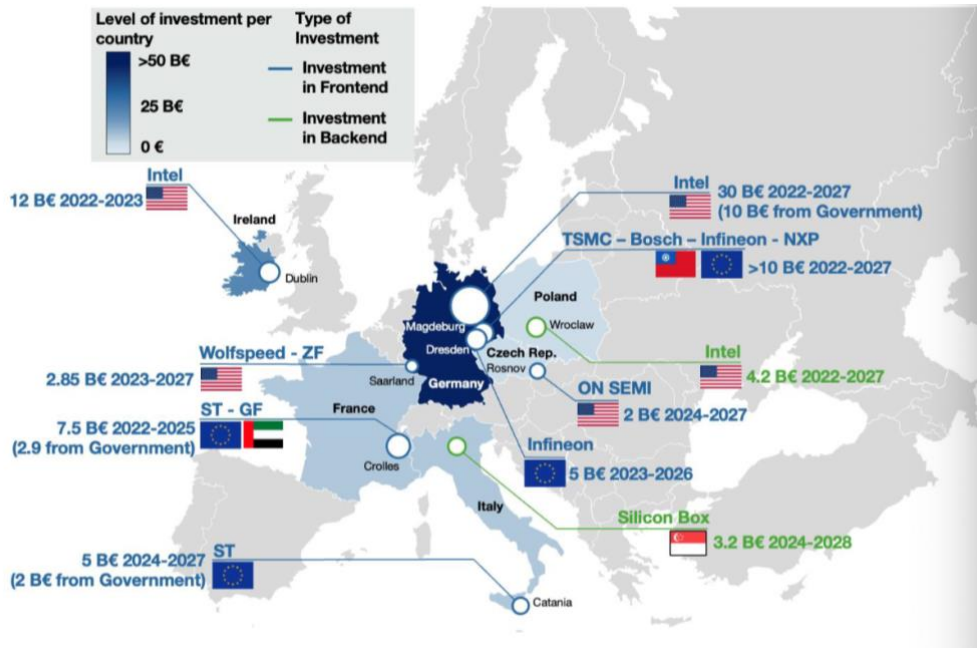 Level of investment per
country
>50 B€
25 B€
0 €
Type of
Investment
Investment
in Frontend
Investment
in Backend
Intel
12 B€ 2022-2023
Ireland
Dublin
Intel
30 B€ 2022-2027
(10 B€ from Government)
TSMC – Bosch – Infineon - NXP
>10 B€ 2022-2027
Poland
Magdeburg
Wroclaw
Dresden
Czech Rep.
Rosnov
Wolfspeed - ZF
2.85 B€ 2023-2027
Saarland
Germany
Intel
4.2 B€ 2022-2027
ON SEMI
2 B€ 2024-2027
ST - GF
7.5 B€ 2022-2025
(2.9 from Government)
France
Crolles
Infineon
5 B€ 2023-2026
Italy
Silicon Box
3.2 B€ 2024-2028
ST
5 B€ 2024-2027
(2 B€ from Government)
Catania